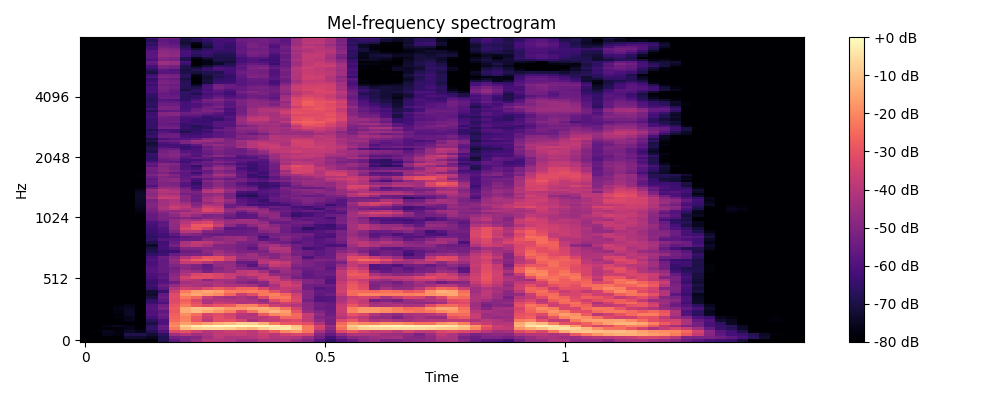 Mel-frequency spectrogram
+0 dB
-10 dB
-20 dB
-30 dB
-40 dB
-50 dB
-60 dB
-70 dB
-80 dB
4096
2048
1024
512
0
Hz
0
0.5
1
Time